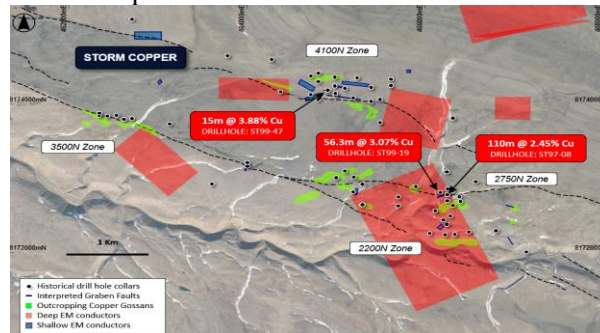 4100N Zone
STORM COPPER
8174000mN
15m @ 3.88% Cu
DRILLHOLE: ST99-47
56.3m @ 3.07% Cu
DRILLHOLE: ST99-19
110m @ 2.45% Cu
DRILLHOLE: ST97-08
3500N Zone
2750N Zone
2200N Zone
8172000mN
1 Km
Historical drill hole collars
Interpreted Graben Faults
Outcropping Copper Gossans
Deep EM conductors
Shallow EM conductors